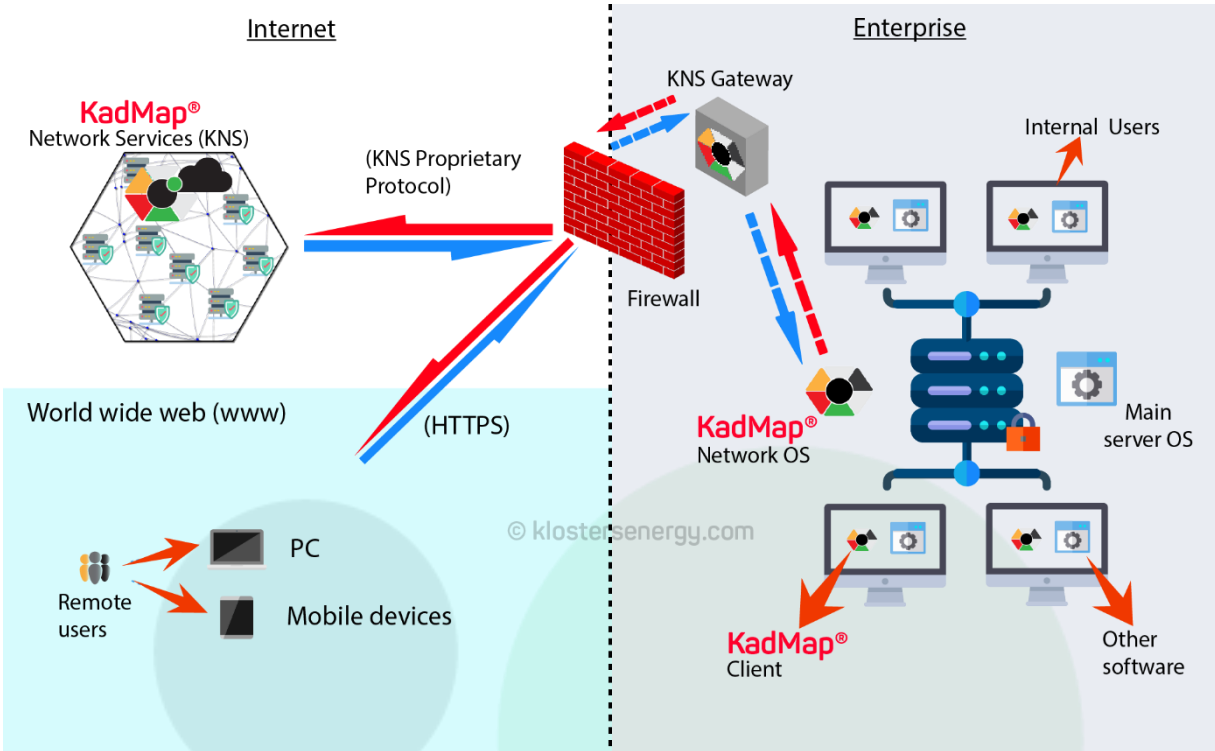 Internet
Enterprise
KadMap®
Network Services (KNS)
(KNS Proprietary
Protocol)
KNS Gateway
Firewall
Internal Users
World wide web (www)
(HTTPS)
KadMap®
Network OS
Main
server OS
© klostersenergy.com
PC
Remote
users
Mobile devices
KadMap®
Client
Other
software